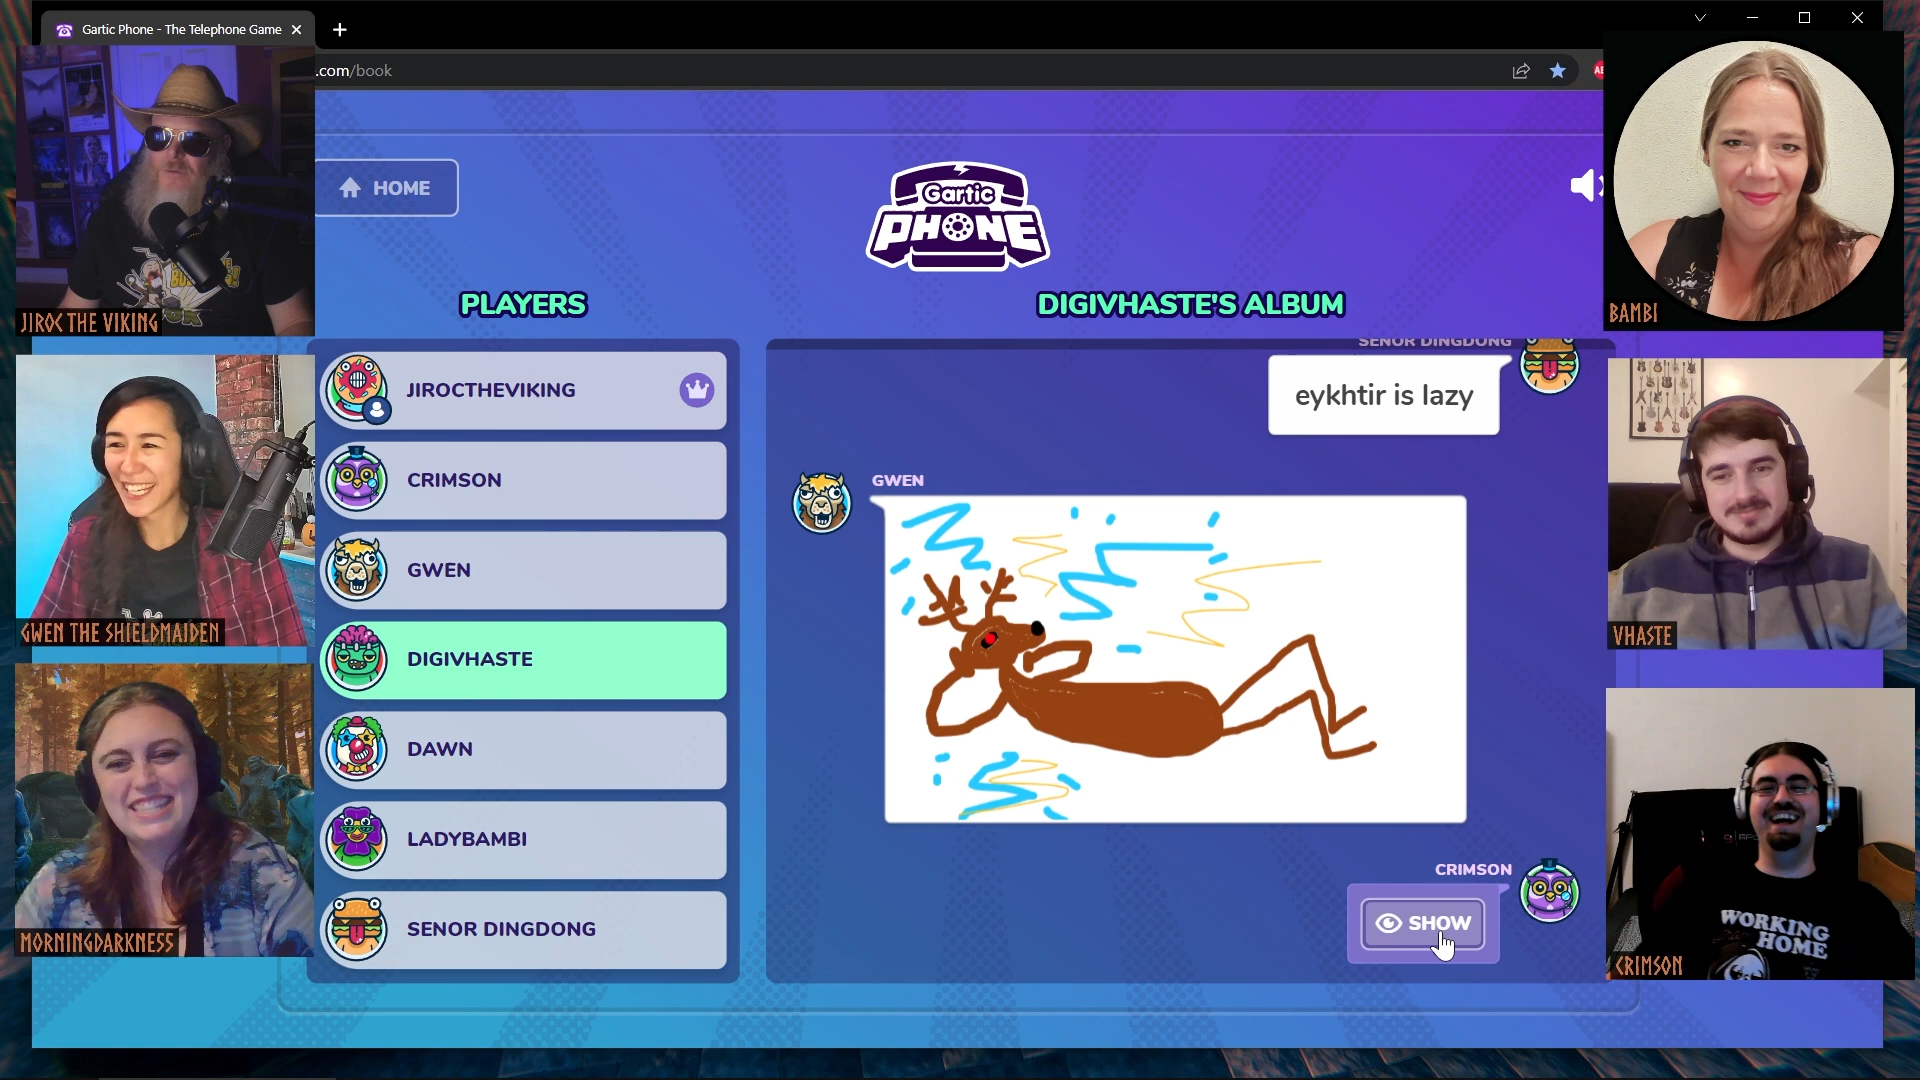 Gartic Phone - The Telephone Game
.com/book
HOME
Gartic
PHONE
PLAYERS
DIGIVHASTE'S ALBUM
JIROCTHEVIKING
CRIMSON
GWEN
DIGIVHASTE
DAWN
LADYBAMBI
SENOR DINGDONG
SENOR DINGDONG
eykhtir is lazy
GWEN
CRIMSON
SHOW
JIROC THE VIKING
GWEN THE SHIELDMAIDEN
MORNINGDARKNESS
BAMBI
VHASTE
WORKING
HOME
CRIMSON